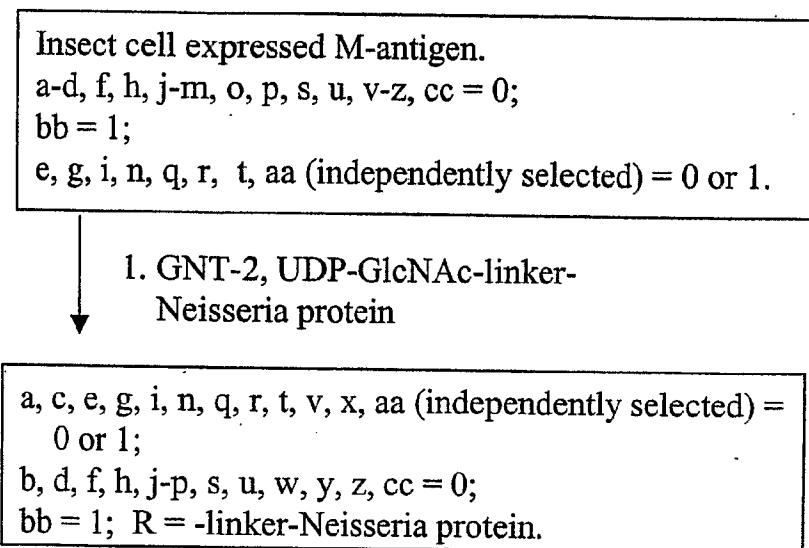 Insect cell expressed M-antigen.
a-d, f, h, j-m, o, p, s, u, v-z, cc = 0;
bb = 1;
e, g, i, n, q, r, t, aa (independently selected) = 0 or 1.
1. GNT-2, UDP-GlcNAc-linker-
Neisseria protein
a, c, e, g, i, n, q, r, t, v, x, aa (independently selected) =
0 or 1;
b, d, f, h, j-p, s, u, w, y, z, cc = 0;
bb = 1; R = -linker-Neisseria protein.